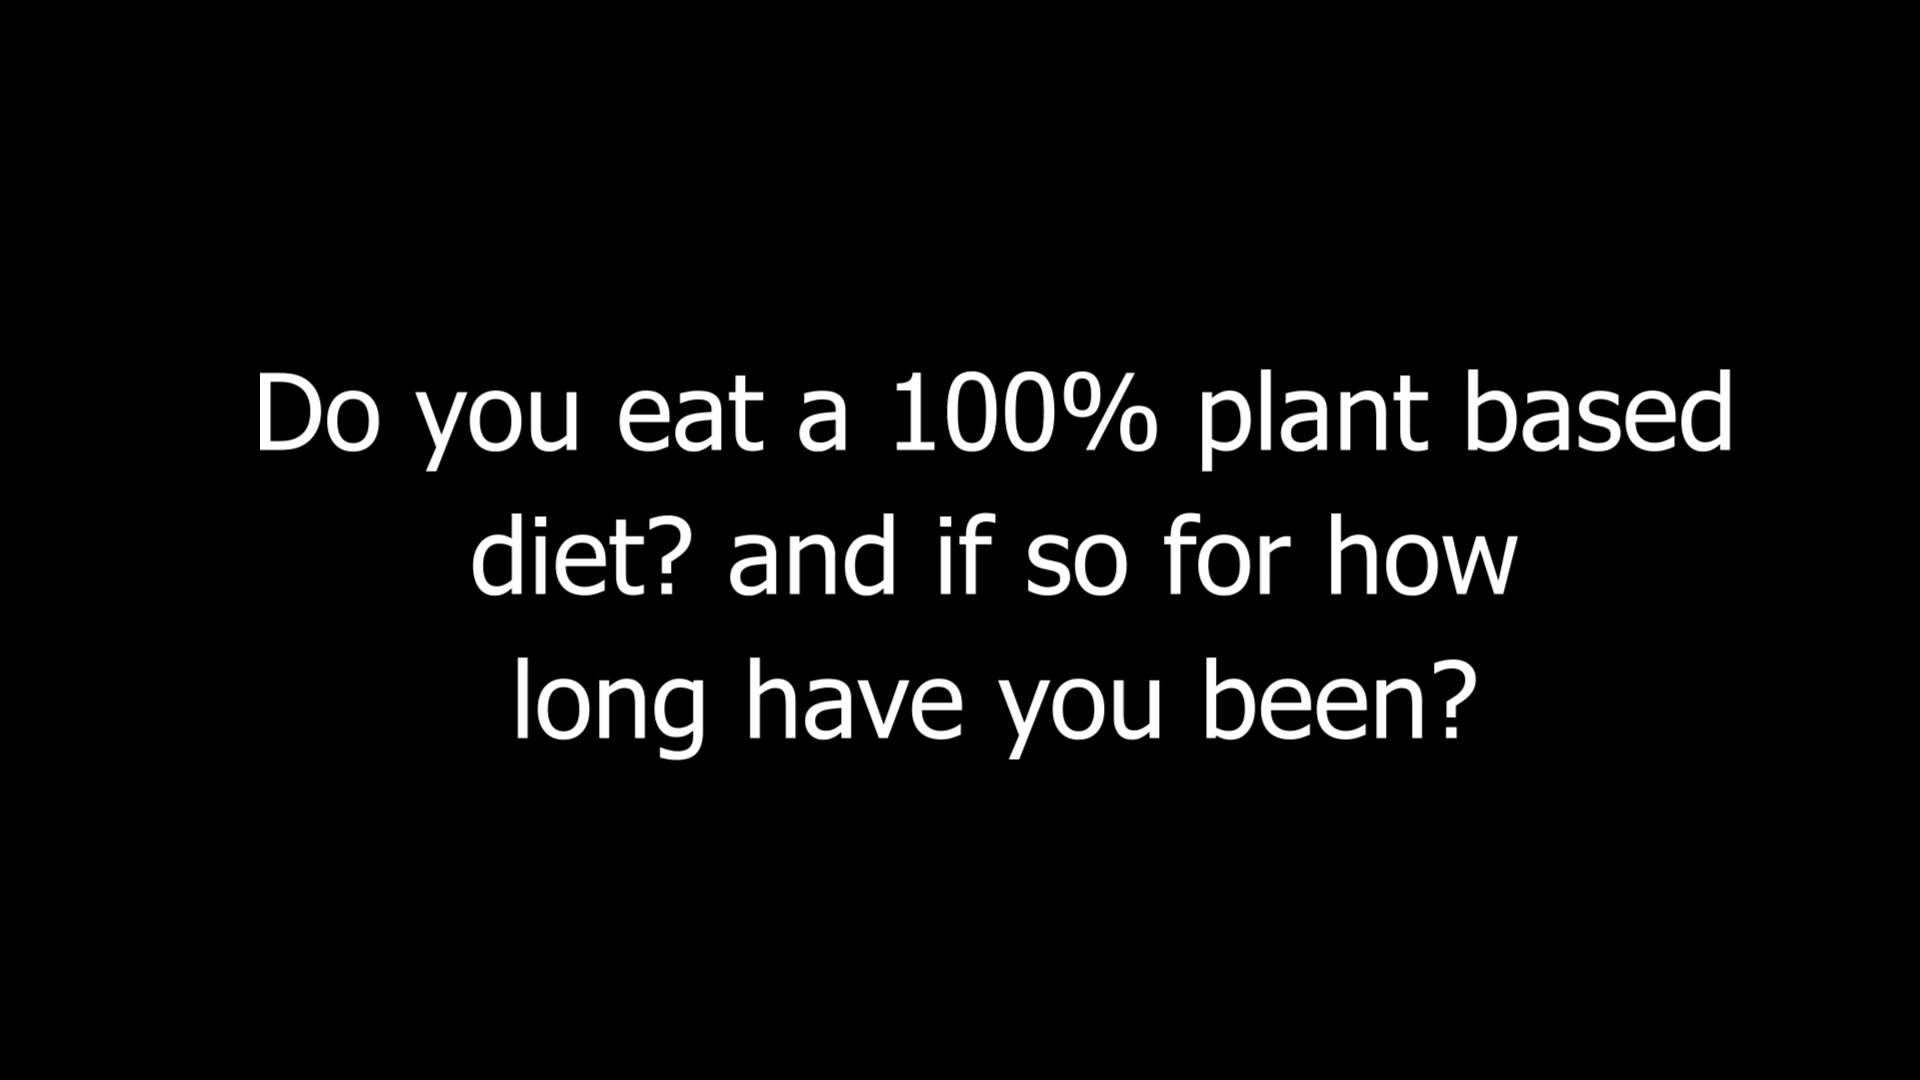 Do you eat a 100% plant based
diet? and if so for how
long have you been?